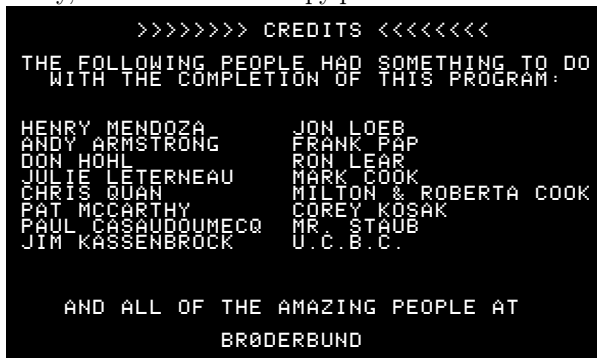 >>>>>>>> CREDITS <<<<<<<<
THE FOLLOWING PEOPLE HAD SOMETHING TO DO
WITH THE COMPLETION OF THIS PROGRAM:
HENRY MENDOZA JON LOEB
ANDY ARMSTRONG FRANK PAP
DON HOHL RON LEAR
JULIE LETERNEAU MARK COOK
CHRIS QUAN MILTON & ROBERTA COOK
PAT MCCARTHY COREY KOSAK
PAUL CASAUDOUMECQ MR. STAUB
JIM KASSENBROCK U.C.B.C.
AND ALL OF THE AMAZING PEOPLE AT
BRØDERBUND